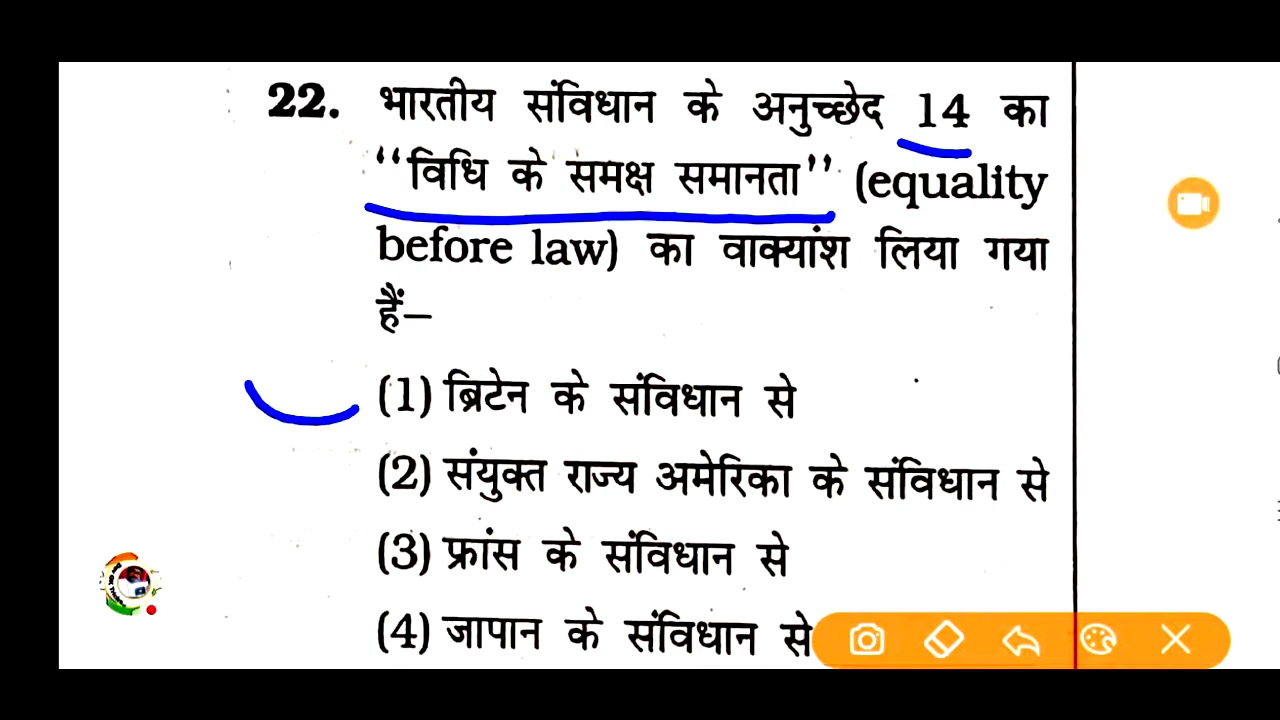 22. भारतीय संविधान के अनुच्छेद 14 का
“विधि के समक्ष समानता” (equality
before law) का वाक्यांश लिया गया
हैं–
(1) ब्रिटेन के संविधान से
(2) संयुक्त राज्य अमेरिका के संविधान से
(3) फ्रांस के संविधान से
(4) जापान के संविधान से